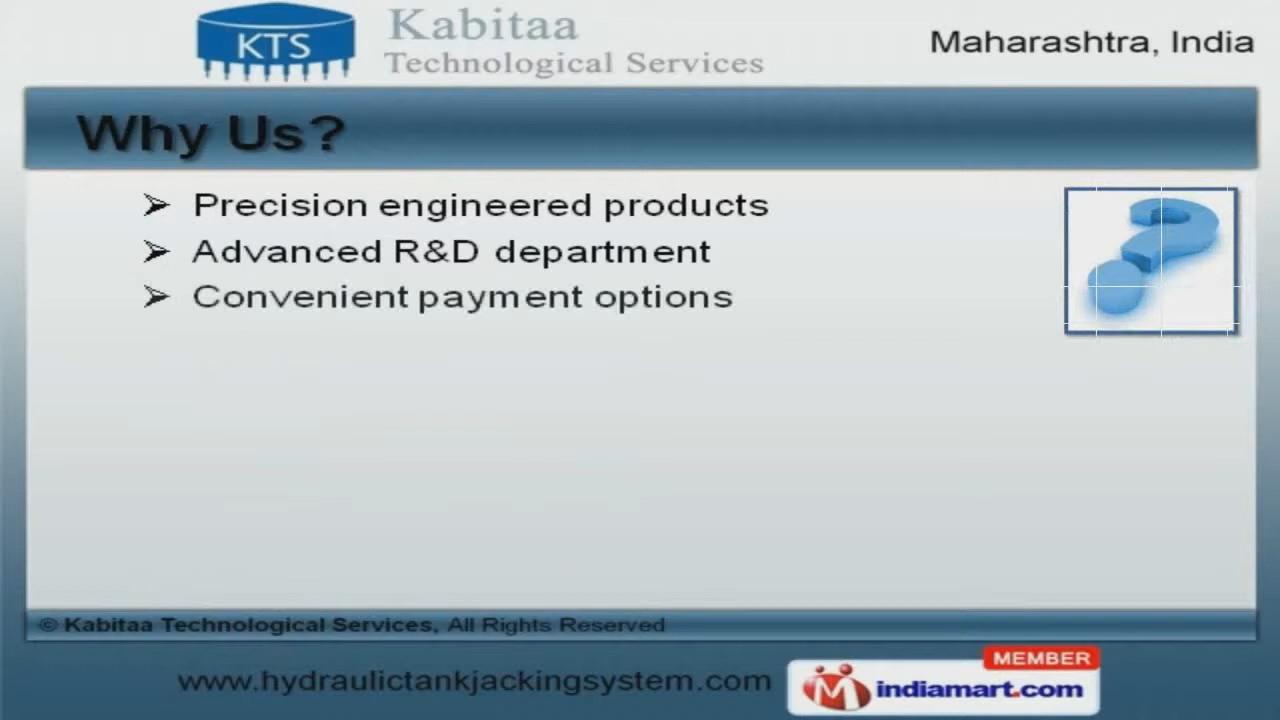 KTS
Kabitaa
Technological Services
Maharashtra, India
Why Us?
Precision engineered products
Advanced R&D department
Convenient payment options
© Kabitaa Technological Services, All Rights Reserved
www.hydraulictankjackingsystem.com
MEMBER
indiamart.com